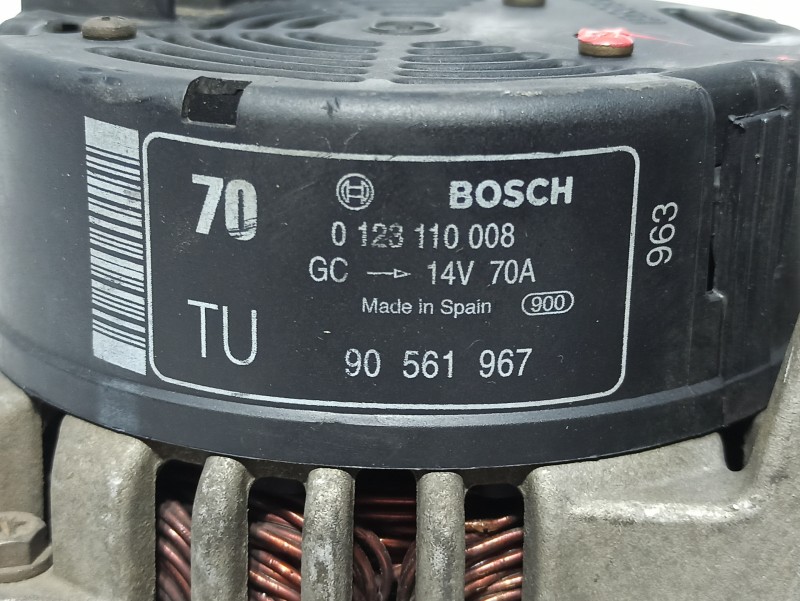 70 BOSCH
0 123 110 008
GC → 14V 70A
Made in Spain 900
TU
90 561 967
963